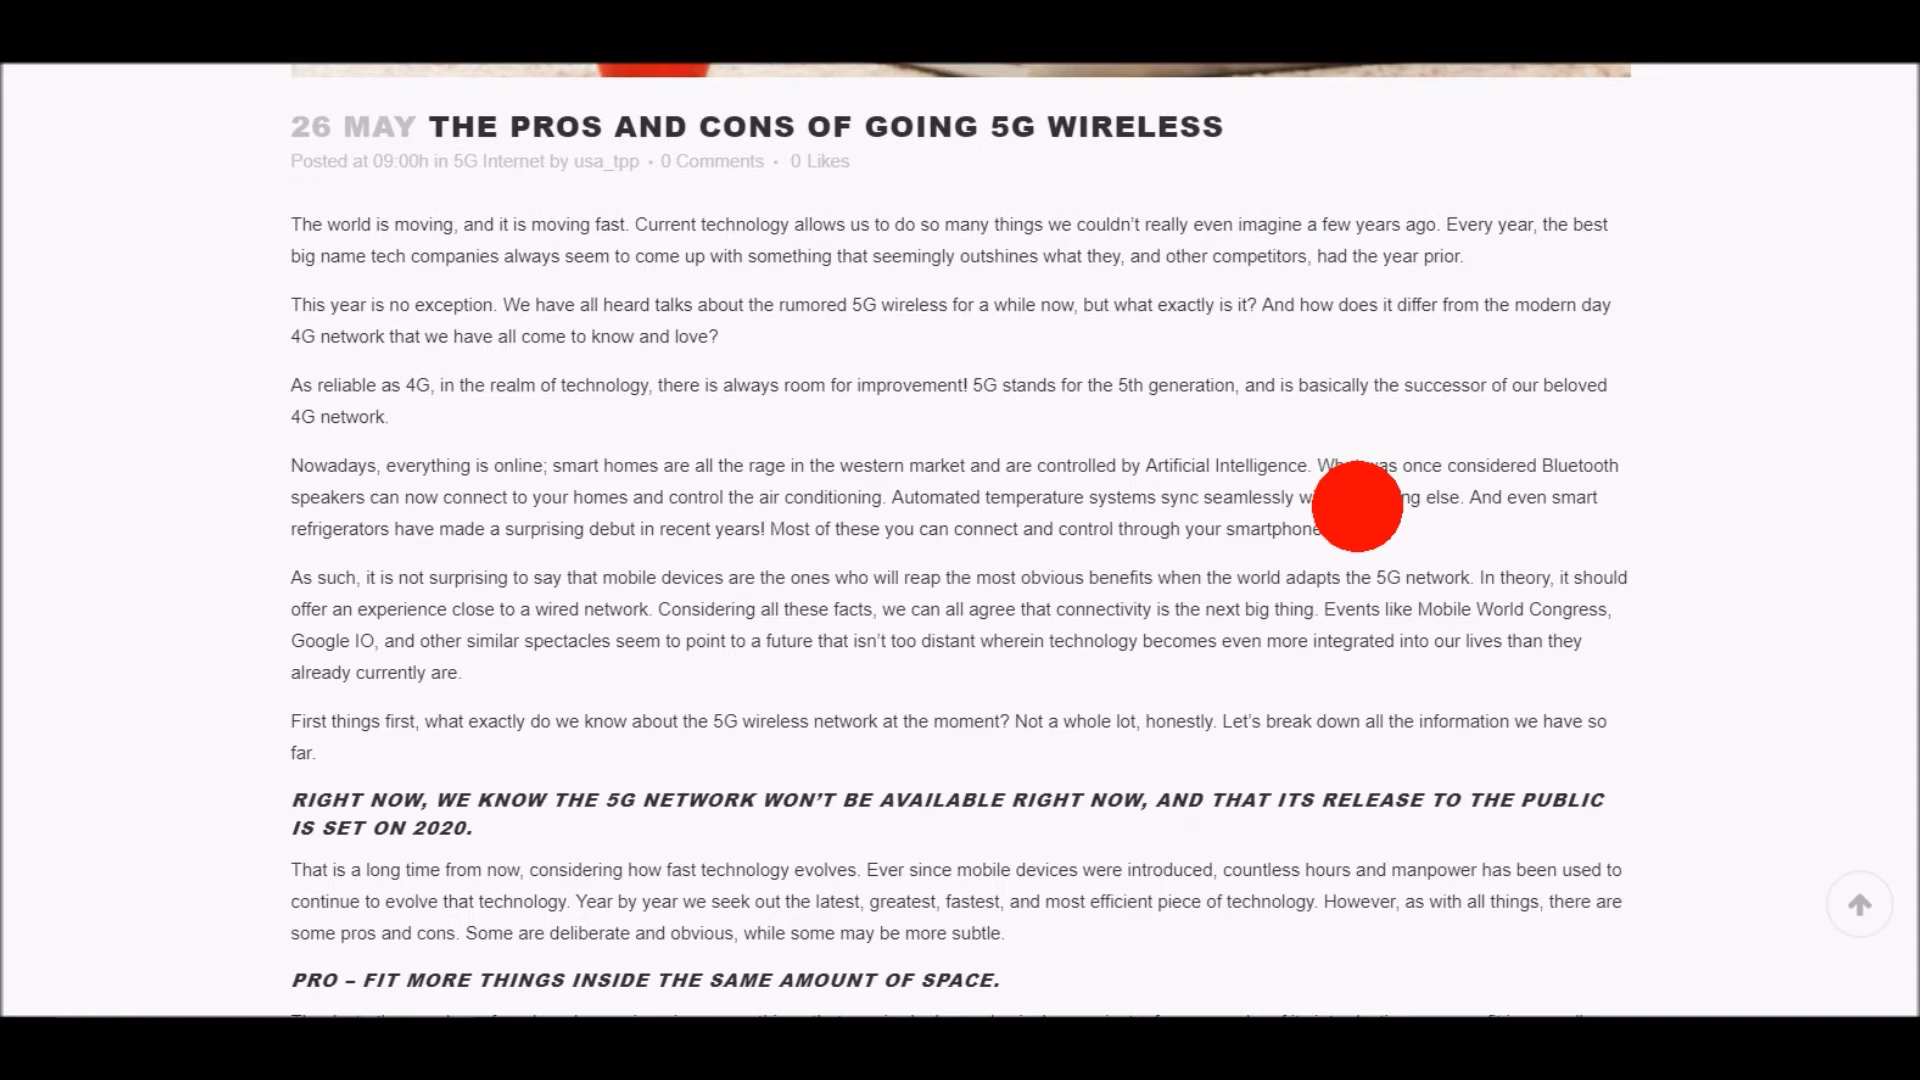 26 MAY THE PROS AND CONS OF GOING 5G WIRELESS
Posted at 09:00h in 5G Internet by usa_tpp • 0 Comments • 0 Likes
The world is moving, and it is moving fast. Current technology allows us to do so many things we couldn't really even imagine a few years ago. Every year, the best
big name tech companies always seem to come up with something that seemingly outshines what they, and other competitors, had the year prior.
This year is no exception. We have all heard talks about the rumored 5G wireless for a while now, but what exactly is it? And how does it differ from the modern day
4G network that we have all come to know and love?
As reliable as 4G, in the realm of technology, there is always room for improvement! 5G stands for the 5th generation, and is basically the successor of our beloved
4G network.
Nowadays, everything is online; smart homes are all the rage in the western market and are controlled by Artificial Intelligence. once considered Bluetooth
speakers can now connect to your homes and control the air conditioning. Automated temperature systems sync seamlessly else. And even smart
refrigerators have made a surprising debut in recent years! Most of these you can connect and control through your smartphone
As such, it is not surprising to say that mobile devices are the ones who will reap the most obvious benefits when the world adapts the 5G network. In theory, it should
offer an experience close to a wired network. Considering all these facts, we can all agree that connectivity is the next big thing. Events like Mobile World Congress,
Google IO, and other similar spectacles seem to point to a future that isn't too distant wherein technology becomes even more integrated into our lives than they
already currently are.
First things first, what exactly do we know about the 5G wireless network at the moment? Not a whole lot, honestly. Let's break down all the information we have so
far.
RIGHT NOW, WE KNOW THE 5G NETWORK WON'T BE AVAILABLE RIGHT NOW, AND THAT ITS RELEASE TO THE PUBLIC
IS SET ON 2020.
That is a long time from now, considering how fast technology evolves. Ever since mobile devices were introduced, countless hours and manpower has been used to
continue to evolve that technology. Year by year we seek out the latest, greatest, fastest, and most efficient piece of technology. However, as with all things, there are
some pros and cons. Some are deliberate and obvious, while some may be more subtle.
PRO – FIT MORE THINGS INSIDE THE SAME AMOUNT OF SPACE.